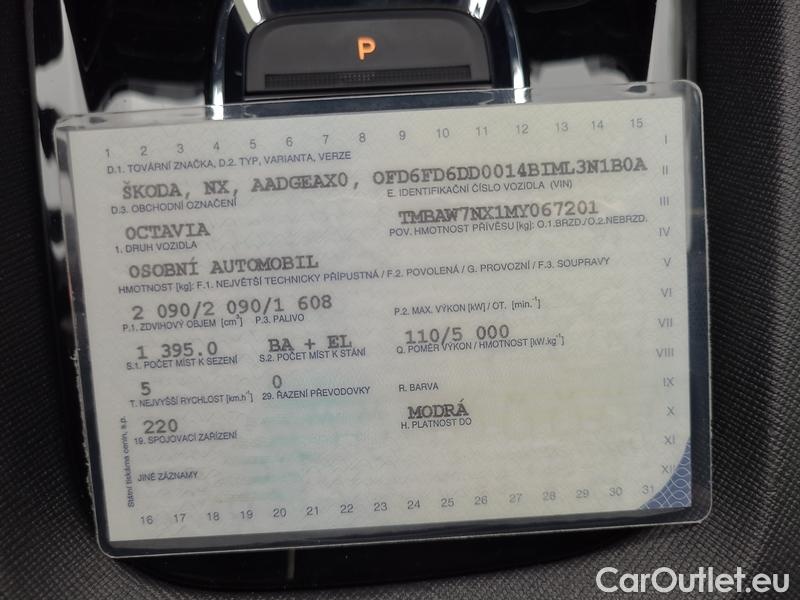 P
1 2 3 4 5 6 7 8 9 10 11 12 13 14 15
D.1. TOVÁRNÍ ZNAČKA, D.2. TYP, VARIANTA, VERZE
I
ŠKODA, NX, AADGEAX0, OFD6FD6DD0014BIML3N1B0A
II
D.3. OBCHODNÍ OZNAČENÍ
E. IDENTIFIKAČNÍ ČÍSLO VOZIDLA (VIN)
OCTAVIA
TMBAW7NX1MY067201
III
1. DRUH VOZIDLA
POV. HMOTNOST PŘÍVĚSU [kg]: O.1.BRZD./O.2.NEBRZD.
IV
OSOBNÍ AUTOMOBIL
V
HMOTNOST [kg]: F.1. NEJVĚTŠÍ TECHNICKY PŘÍPUSTNÁ / F.2. POVOLENÁ / G. PROVOZNÍ / F.3. SOUPRAVY
2 090/2 090/1 608
VI
P.1. ZDVIHOVÝ OBJEM [cm³] P.3. PALIVO
P.2. MAX. VÝKON [kW] / OT. [min.⁻¹]
1 395.0 BA + EL
110/5 000
VII
S.1. POČET MÍST K SEZENÍ S.2. POČET MÍST K STÁNÍ
Q. POMĚR VÝKON / HMOTNOST [kW.kg⁻¹]
VIII
5 0
T. NEJVYŠŠÍ RYCHLOST [km.h⁻¹] 29. ŘAZENÍ PŘEVODOVKY
R. BARVA
IX
220
MODRÁ
X
19. SPOJOVACÍ ZAŘÍZENÍ
H. PLATNOST DO
XI
JINÉ ZÁZNAMY
XII
Státní tiskárna cenin, s.p.
16 17 18 19 20 21 22 23 24 25 26 27 28 29 30 31
CarOutlet.eu